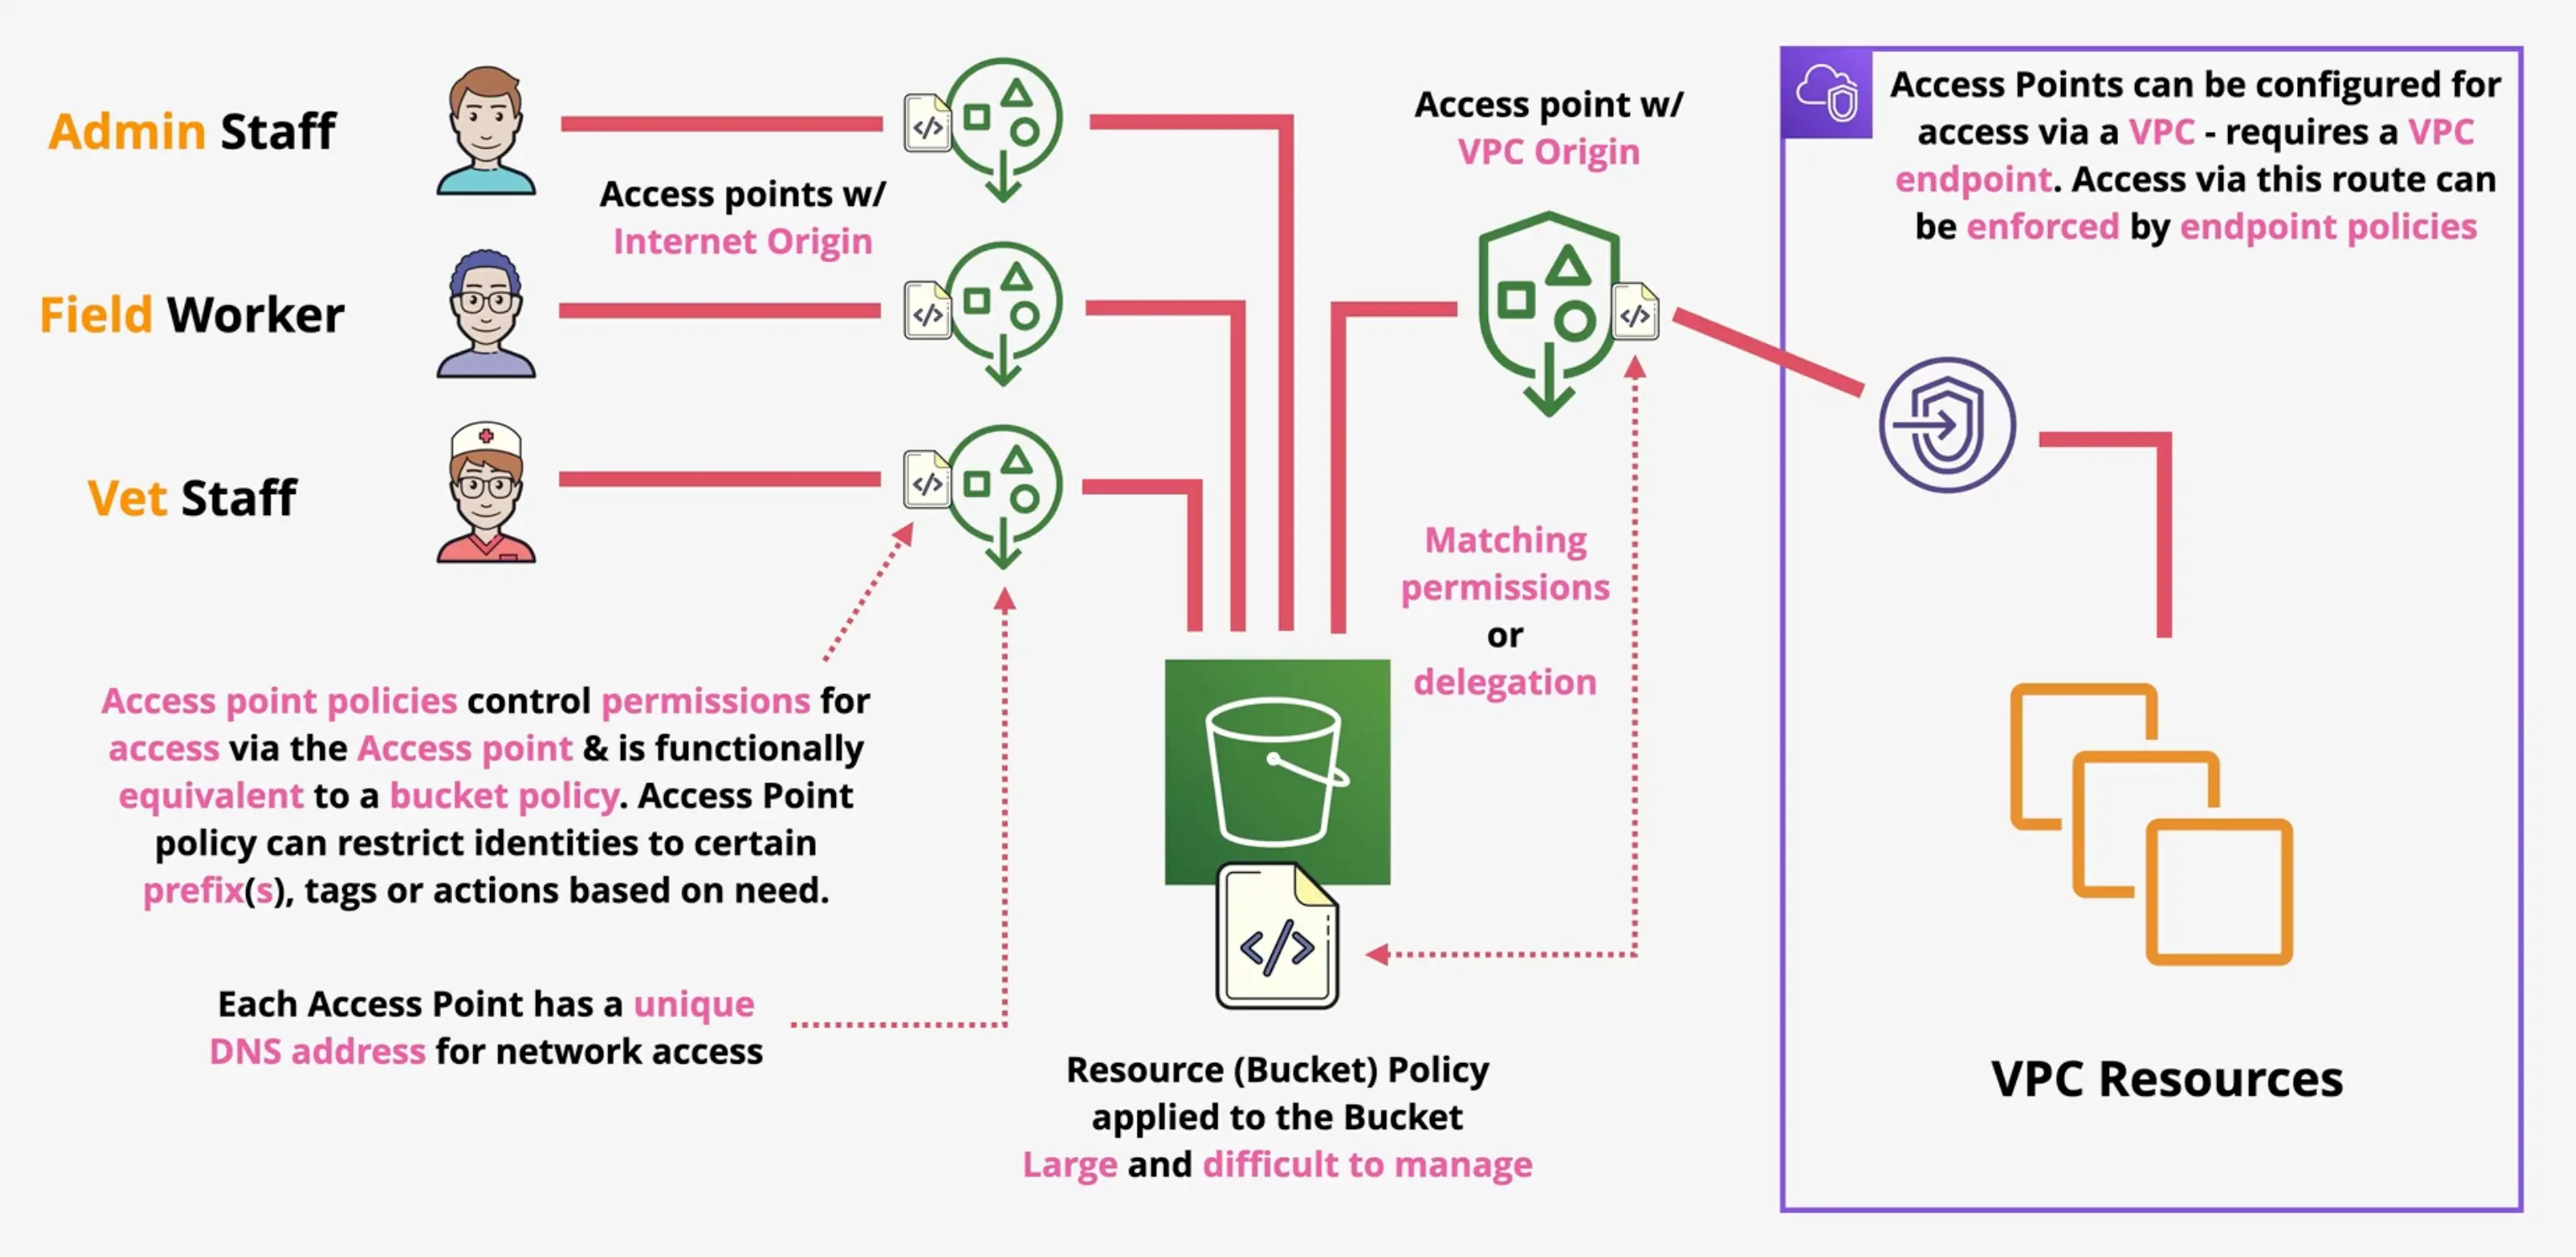 Admin Staff
Access points w/
Internet Origin
Field Worker
Vet Staff
Access point policies control permissions for
access via the Access point & is functionally
equivalent to a bucket policy. Access Point
policy can restrict identities to certain
prefix(s), tags or actions based on need.
Each Access Point has a unique
DNS address for network access
</>
</>
</>
Access point w/
VPC Origin
</>
Matching
permissions
or
delegation
</>
Resource (Bucket) Policy
applied to the Bucket
Large and difficult to manage
Access Points can be configured for
access via a VPC - requires a VPC
endpoint. Access via this route can
be enforced by endpoint policies
VPC Resources